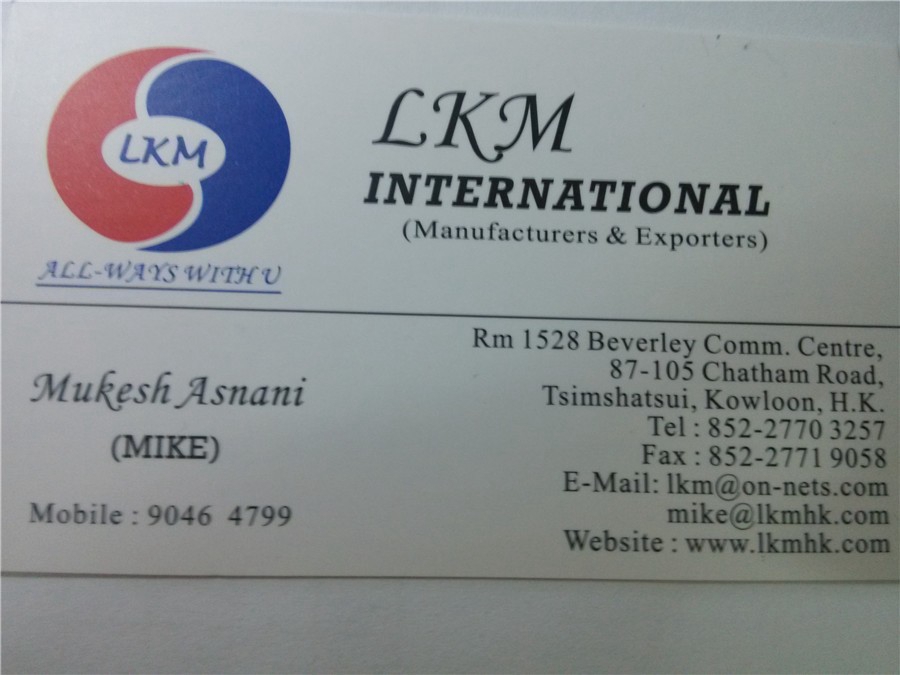 LKM
ALL-WAYS WITH U
LKM
INTERNATIONAL
(Manufacturers & Exporters)
Mukesh Asnani
(MIKE)
Mobile : 9046 4799
Rm 1528 Beverley Comm. Centre,
87-105 Chatham Road,
Tsimshatsui, Kowloon, H.K.
Tel : 852-2770 3257
Fax : 852-2771 9058
E-Mail: lkm@on-nets.com
mike@lkmhk.com
Website : www.lkmhk.com